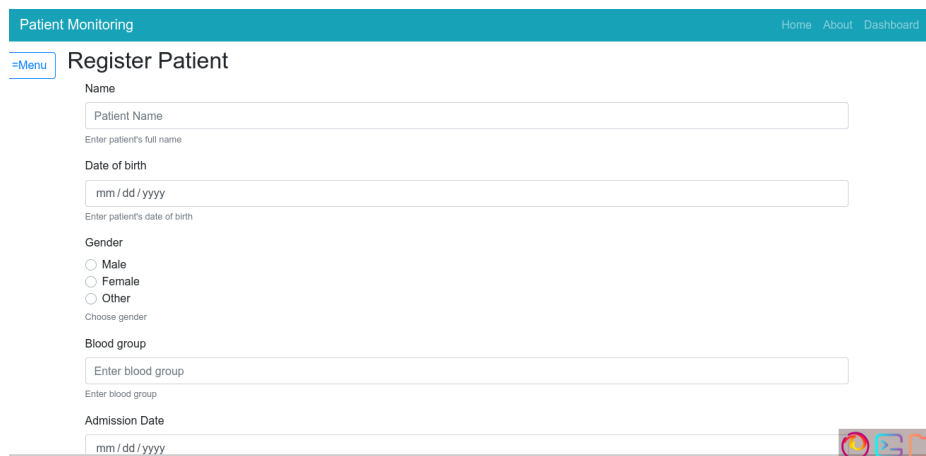 Patient Monitoring
Home About Dashboard
≡Menu
Register Patient
Name
Patient Name
Enter patient's full name
Date of birth
mm/dd/yyyy
Enter patient's date of birth
Gender
Male
Female
Other
Choose gender
Blood group
Enter blood group
Enter blood group
Admission Date
mm/dd/yyyy